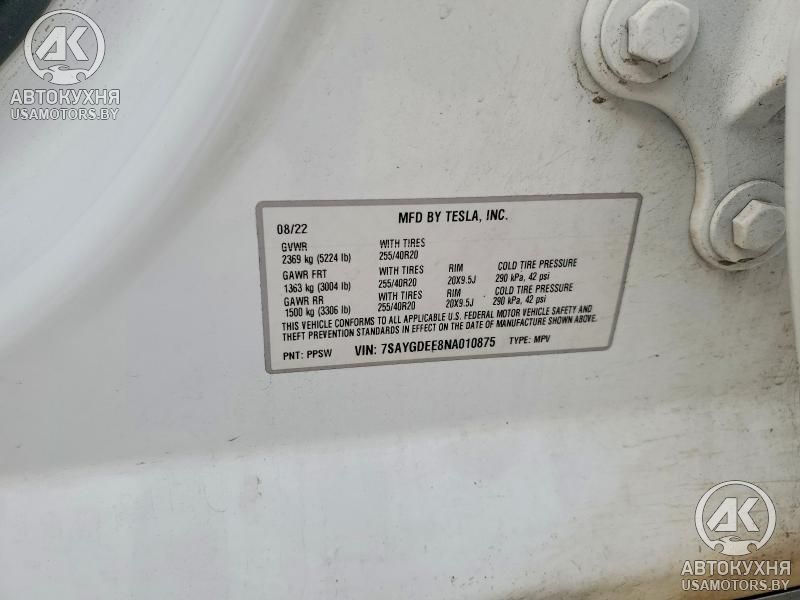 AK
АВТОКУХНЯ
USAMOTORS.BY
MFD BY TESLA, INC.
08/22
GVWR WITH TIRES
2369 kg (5224 lb) 255/40R20
GAWR FRT WITH TIRES RIM COLD TIRE PRESSURE
1363 kg (3004 lb) 255/40R20 20X9.5J 290 kPa, 42 psi
GAWR RR WITH TIRES RIM COLD TIRE PRESSURE
1500 kg (3306 lb) 255/40R20 20X9.5J 290 kPa, 42 psi
THIS VEHICLE CONFORMS TO ALL APPLICABLE U.S. FEDERAL MOTOR VEHICLE SAFETY AND
THEFT PREVENTION STANDARDS IN EFFECT ON THE DATE OF MANUFACTURE SHOWN ABOVE.
PNT: PPSW VIN: 7SAYGDEE8NA010875 TYPE: MPV
AK
АВТОКУХНЯ
USAMOTORS.BY